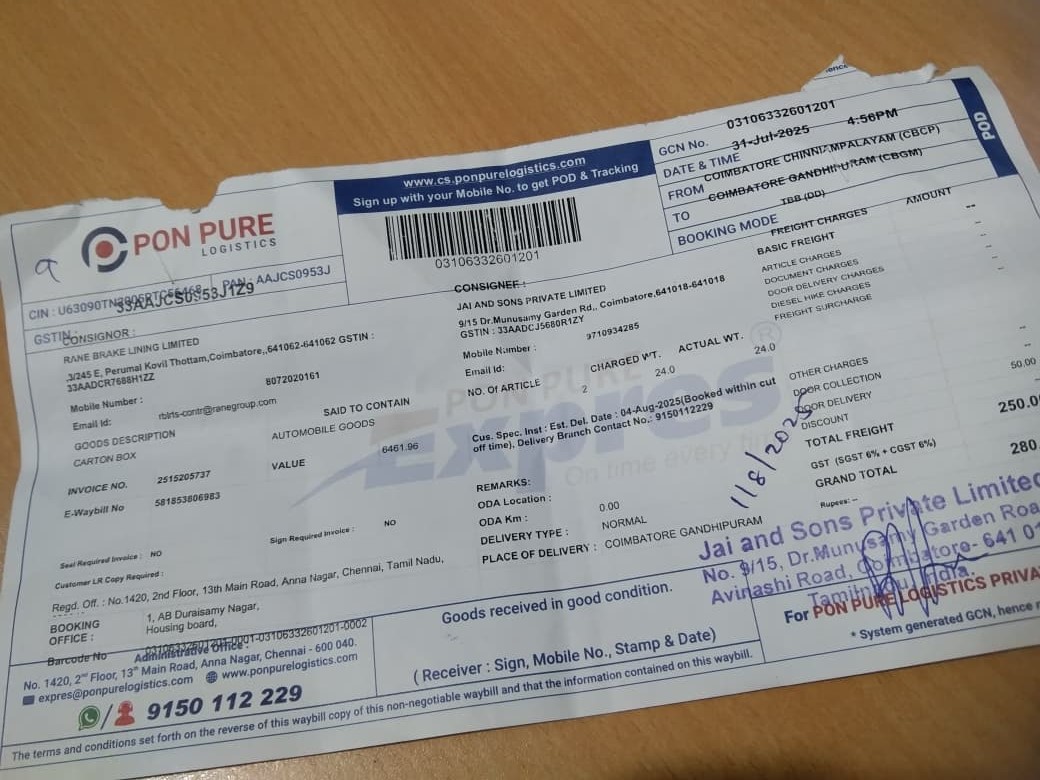 a
PON PURE
LOGISTICS
www.cs.ponpurelogistics.com
Sign up with your Mobile No. to get POD & Tracking
03106332601201
GCN No. 03106332601201
DATE & TIME 31-Jul-2025 4:56PM
FROM COIMBATORE CHINNIAMPALAYAM (CBCP)
TO COIMBATORE GANDHIPURAM (CBGM)
BOOKING MODE TBB (DD)
POD
CIN : PAN : AAJCS0953J
GSTIN : 33AAJCS0953J1Z9
CONSIGNOR :
RANE BRAKE LINING LIMITED
3/245 E, Perumal Kovil Thottam,Coimbatore,,641062-641062 GSTIN :
33AADCR7688H1ZZ
Mobile Number : 8072020161
Email Id: rblrls-contr@ranegroup.com
GOODS DESCRIPTION SAID TO CONTAIN
CARTON BOX AUTOMOBILE GOODS
INVOICE NO. 2515205737 VALUE 6461.96
E-Waybill No 581853806983
Seal Required Invoice : NO Sign Required Invoice : NO
Customer LR Copy Required :
CONSIGNEE :
JAI AND SONS PRIVATE LIMITED
9/15 Dr.Munusamy Garden Rd,, Coimbatore,641018-641018
GSTIN : 33AADCJ5680R1ZY
Mobile Number : 9710934285
Email Id:
NO. Of ARTICLE CHARGED WT. ACTUAL WT.
2 24.0 24.0
PON PURE
Expres ®
On time every
Cus. Spec. Inst : Est. Del. Date : 04-Aug-2025(Booked within cut
off time), Delivery Branch Contact No.: 9150112229
REMARKS:
ODA Location :
ODA Km : 0.00
DELIVERY TYPE : NORMAL
PLACE OF DELIVERY : COIMBATORE GANDHIPURAM
FREIGHT CHARGES AMOUNT
BASIC FREIGHT --
ARTICLE CHARGES --
DOCUMENT CHARGES --
DOOR DELIVERY CHARGES --
DIESEL HIKE CHARGES
FREIGHT SURCHARGE
OTHER CHARGES --
DOOR COLLECTION --
DOOR DELIVERY 50.00
DISCOUNT
TOTAL FREIGHT 250.0
GST (SGST 6% + CGST 6%)
GRAND TOTAL 280.
Rupees: --
1/8/2025
Jai and Sons Private Limited
No. 9/15, Dr.Munusamy Garden Roa
Avinashi Road, Coimbatore- 641 01
Tamilnadu, India.
For PON PURE LOGISTICS PRIVA
* System generated GCN, hence n
Regd. Off. : No.1420, 2nd Floor, 13th Main Road, Anna Nagar, Chennai, Tamil Nadu,
BOOKING OFFICE : 1, AB Duraisamy Nagar,
Housing board,
Barcode No 03106332601201-0001-03106332601201-0002
Administrative Office :
No. 1420, 2nd Floor, 13th Main Road, Anna Nagar, Chennai - 600 040.
expres@ponpurelogistics.com www.ponpurelogistics.com
9150 112 229
Goods received in good condition.
( Receiver : Sign, Mobile No., Stamp & Date)
The terms and conditions set forth on the reverse of this waybill copy of this non-negotiable waybill and that the information contained on this waybill.